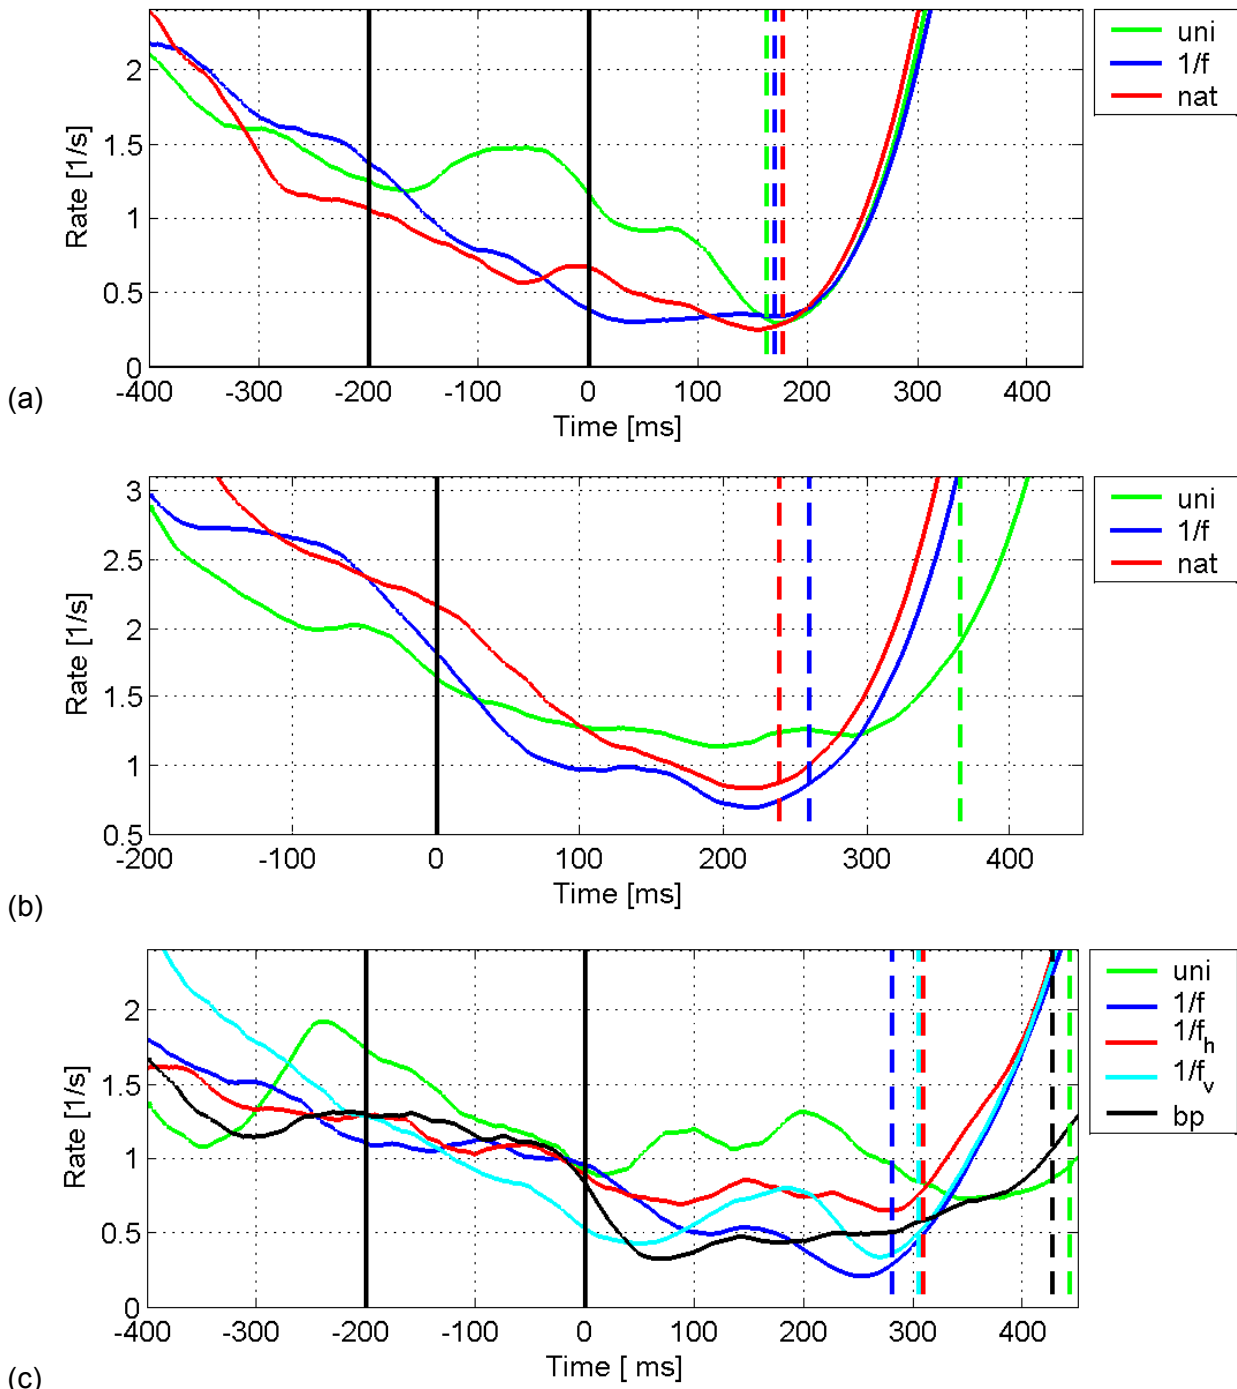 2
1.5
1
0.5
0
Rate [1/s]
-400 -300 -200 -100 0 100 200 300 400
Time [ms]
uni
1/f
nat
(a)
3
2.5
2
1.5
1
0.5
Rate [1/s]
-200 -100 0 100 200 300 400
Time [ms]
uni
1/f
nat
(b)
2
1.5
1
0.5
0
Rate [1/s]
-400 -300 -200 -100 0 100 200 300 400
Time [ ms]
uni
1/f
1/f_h
1/f_v
bp
(c)